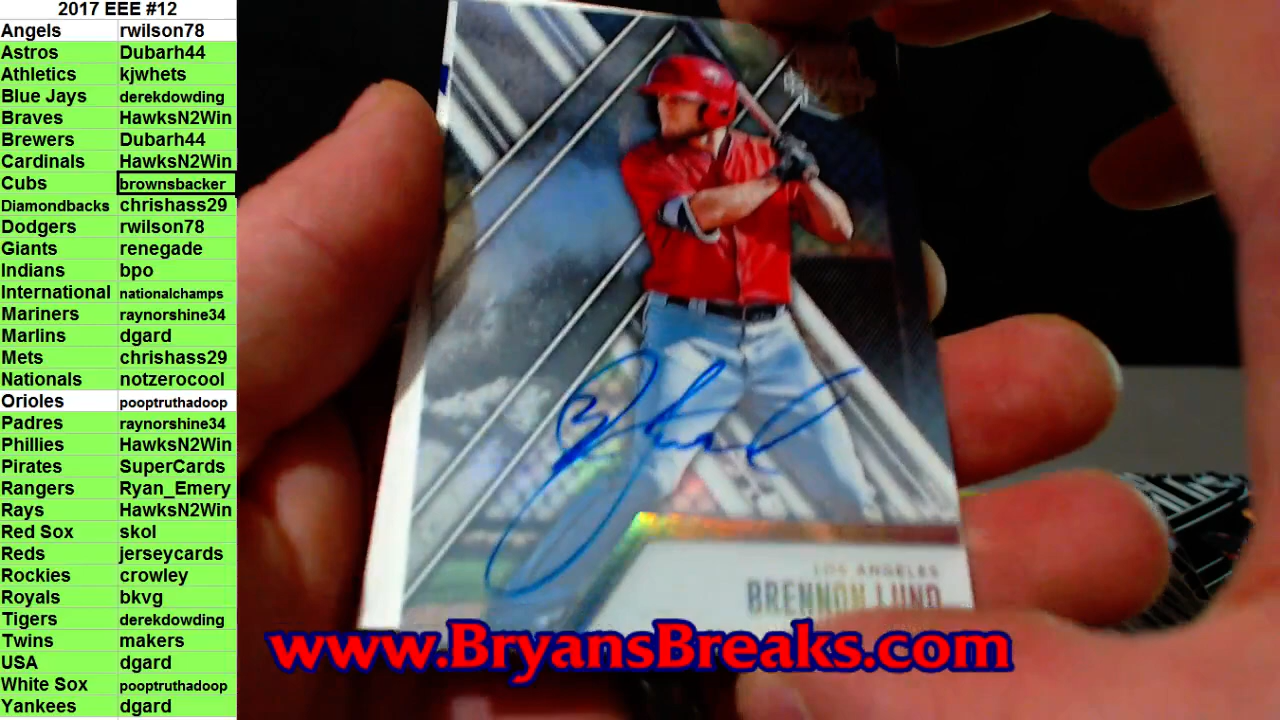 2017 EEE #12
Angels rwilson78
Astros Dubarh44
Athletics kjwhets
Blue Jays derekdowding
Braves HawksN2Win
Brewers Dubarh44
Cardinals HawksN2Win
Cubs brownsbacker
Diamondbacks chrishass29
Dodgers rwilson78
Giants renegade
Indians bpo
International nationalchamps
Mariners raynorshine34
Marlins dgard
Mets chrishass29
Nationals notzerocool
Orioles pooptruthadoop
Padres raynorshine34
Phillies HawksN2Win
Pirates SuperCards
Rangers Ryan_Emery
Rays HawksN2Win
Red Sox skol
Reds jerseycards
Rockies crowley
Royals bkvg
Tigers derekdowding
Twins makers
USA dgard
White Sox pooptruthadoop
Yankees dgard
LOS ANGELES
BRENNON LUND
www.BryansBreaks.com